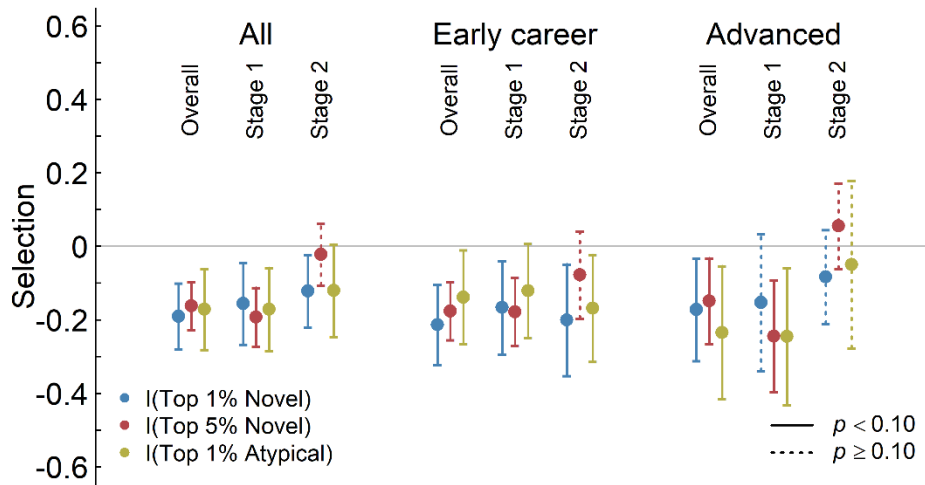 All Early career Advanced
Overall Stage 1 Stage 2 Overall Stage 1 Stage 2 Overall Stage 1 Stage 2
Selection
0.6
0.4
0.2
0
-0.2
-0.4
-0.6
I(Top 1% Novel)
I(Top 5% Novel)
I(Top 1% Atypical)
p < 0.10
p ≥ 0.10